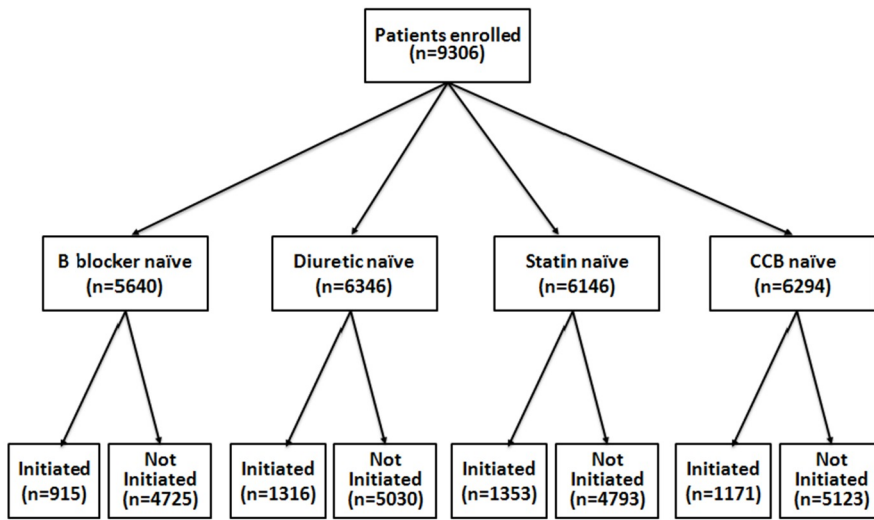 Patients enrolled
(n=9306)
B blocker naïve
(n=5640)
Diuretic naïve
(n=6346)
Statin naïve
(n=6146)
CCB naïve
(n=6294)
Initiated
(n=915)
Not
Initiated
(n=4725)
Initiated
(n=1316)
Not
Initiated
(n=5030)
Initiated
(n=1353)
Not
Initiated
(n=4793)
Initiated
(n=1171)
Not
Initiated
(n=5123)